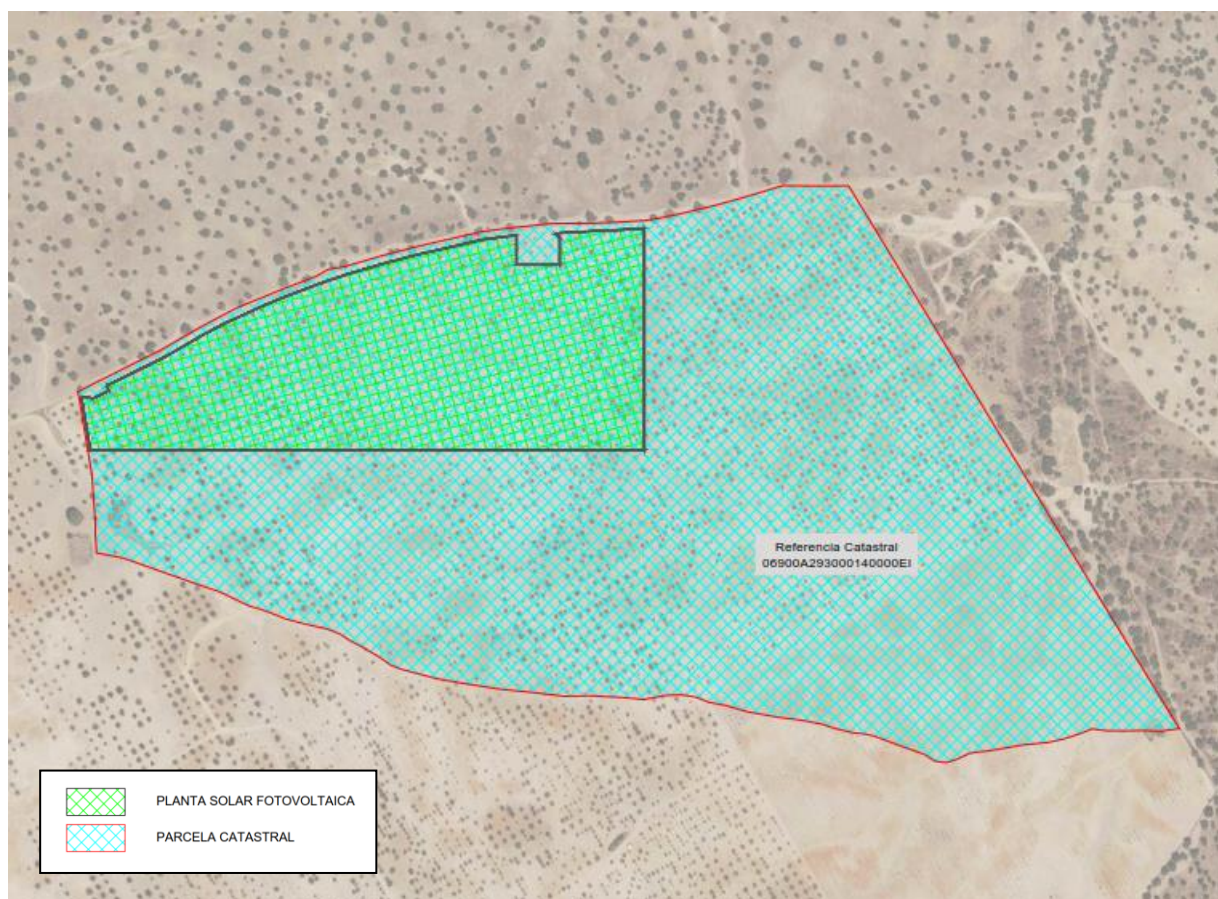 Referencia Catastral
06900A293000140000EI
PLANTA SOLAR FOTOVOLTAICA
PARCELA CATASTRAL